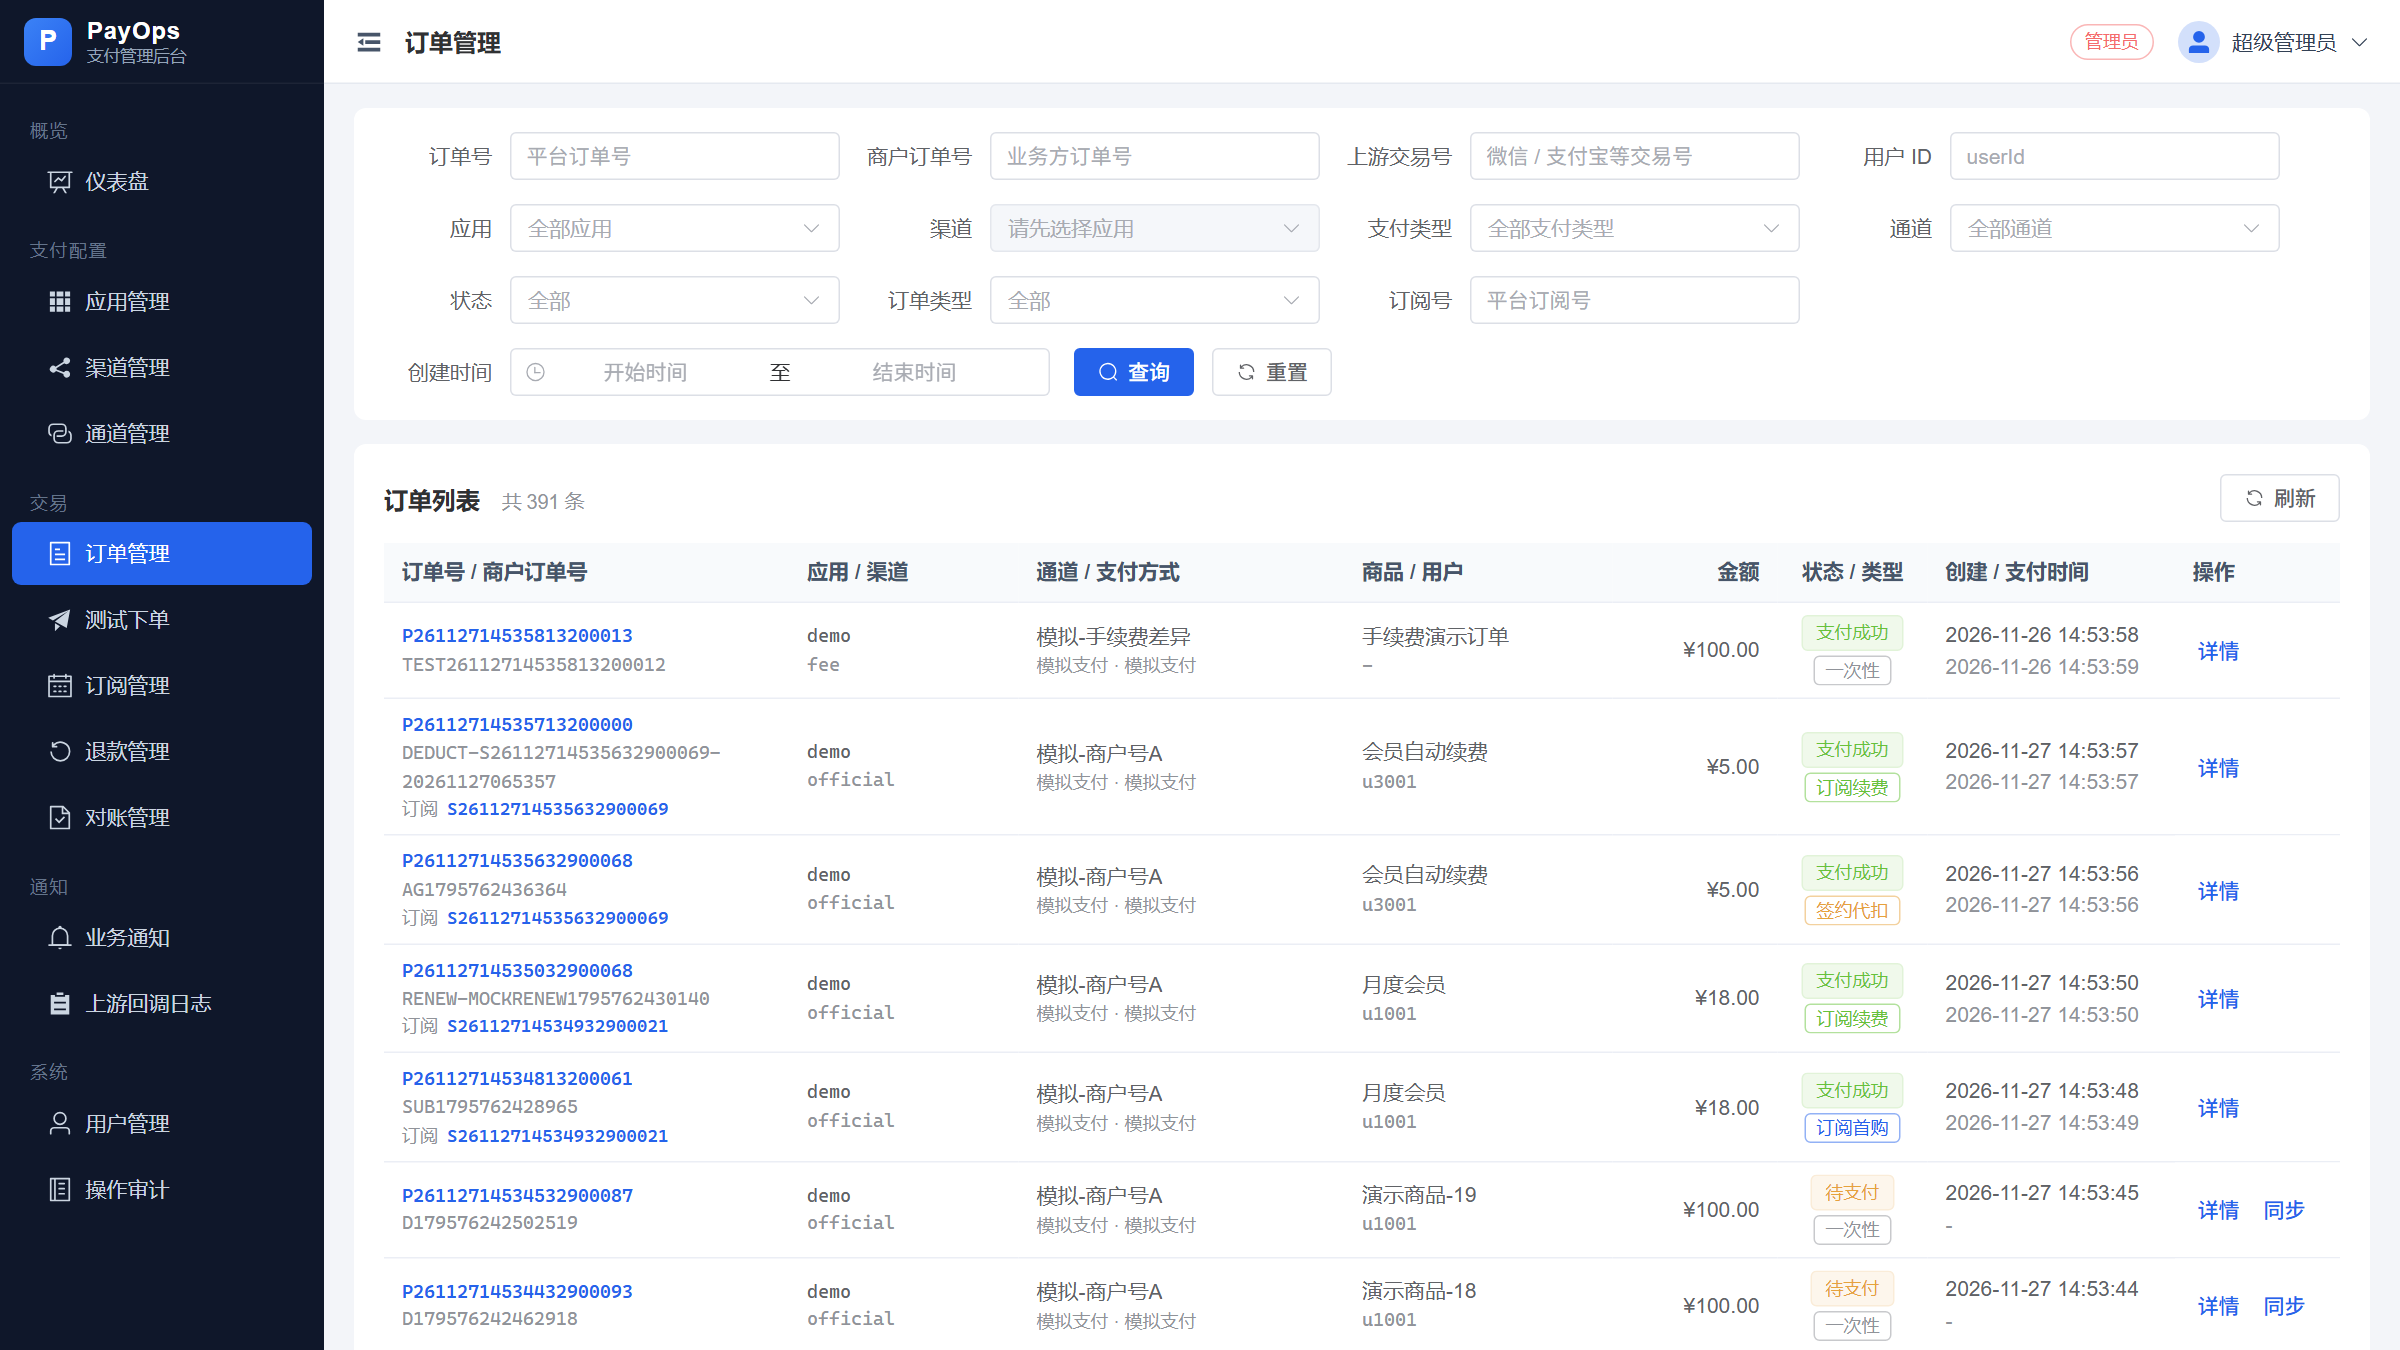 P
PayOps
支付管理后台
概览
仪表盘
支付配置
应用管理
渠道管理
通道管理
交易
订单管理
测试下单
订阅管理
退款管理
对账管理
通知
业务通知
上游回调日志
系统
用户管理
操作审计
订单管理
管理员
超级管理员
订单号 平台订单号 商户订单号 业务方订单号 上游交易号 微信 / 支付宝等交易号 用户 ID userId
应用 全部应用 渠道 请先选择应用 支付类型 全部支付类型 通道 全部通道
状态 全部 订单类型 全部 订阅号 平台订阅号
创建时间 开始时间 至 结束时间 查询 重置
订单列表 共 391 条 刷新
订单号 / 商户订单号 应用 / 渠道 通道 / 支付方式 商品 / 用户 金额 状态 / 类型 创建 / 支付时间 操作
P26112714535813200013
TEST26112714535813200012
demo
fee
模拟-手续费差异
模拟支付 · 模拟支付
手续费演示订单
–
¥100.00
支付成功
一次性
2026-11-26 14:53:58
2026-11-26 14:53:59
详情
P26112714535713200000
DEDUCT-S26112714535632900069-
20261127065357
订阅 S26112714535632900069
demo
official
模拟-商户号A
模拟支付 · 模拟支付
会员自动续费
u3001
¥5.00
支付成功
订阅续费
2026-11-27 14:53:57
2026-11-27 14:53:57
详情
P26112714535632900068
AG1795762436364
订阅 S26112714535632900069
demo
official
模拟-商户号A
模拟支付 · 模拟支付
会员自动续费
u3001
¥5.00
支付成功
签约代扣
2026-11-27 14:53:56
2026-11-27 14:53:56
详情
P26112714535032900068
RENEW-MOCKRENEW1795762430140
订阅 S26112714534932900021
demo
official
模拟-商户号A
模拟支付 · 模拟支付
月度会员
u1001
¥18.00
支付成功
订阅续费
2026-11-27 14:53:50
2026-11-27 14:53:50
详情
P26112714534813200061
SUB1795762428965
订阅 S26112714534932900021
demo
official
模拟-商户号A
模拟支付 · 模拟支付
月度会员
u1001
¥18.00
支付成功
订阅首购
2026-11-27 14:53:48
2026-11-27 14:53:49
详情
P26112714534532900087
D179576242502519
demo
official
模拟-商户号A
模拟支付 · 模拟支付
演示商品-19
u1001
¥100.00
待支付
一次性
2026-11-27 14:53:45
-
详情 同步
P26112714534432900093
D179576242462918
demo
official
模拟-商户号A
模拟支付 · 模拟支付
演示商品-18
u1001
¥100.00
待支付
一次性
2026-11-27 14:53:44
-
详情 同步